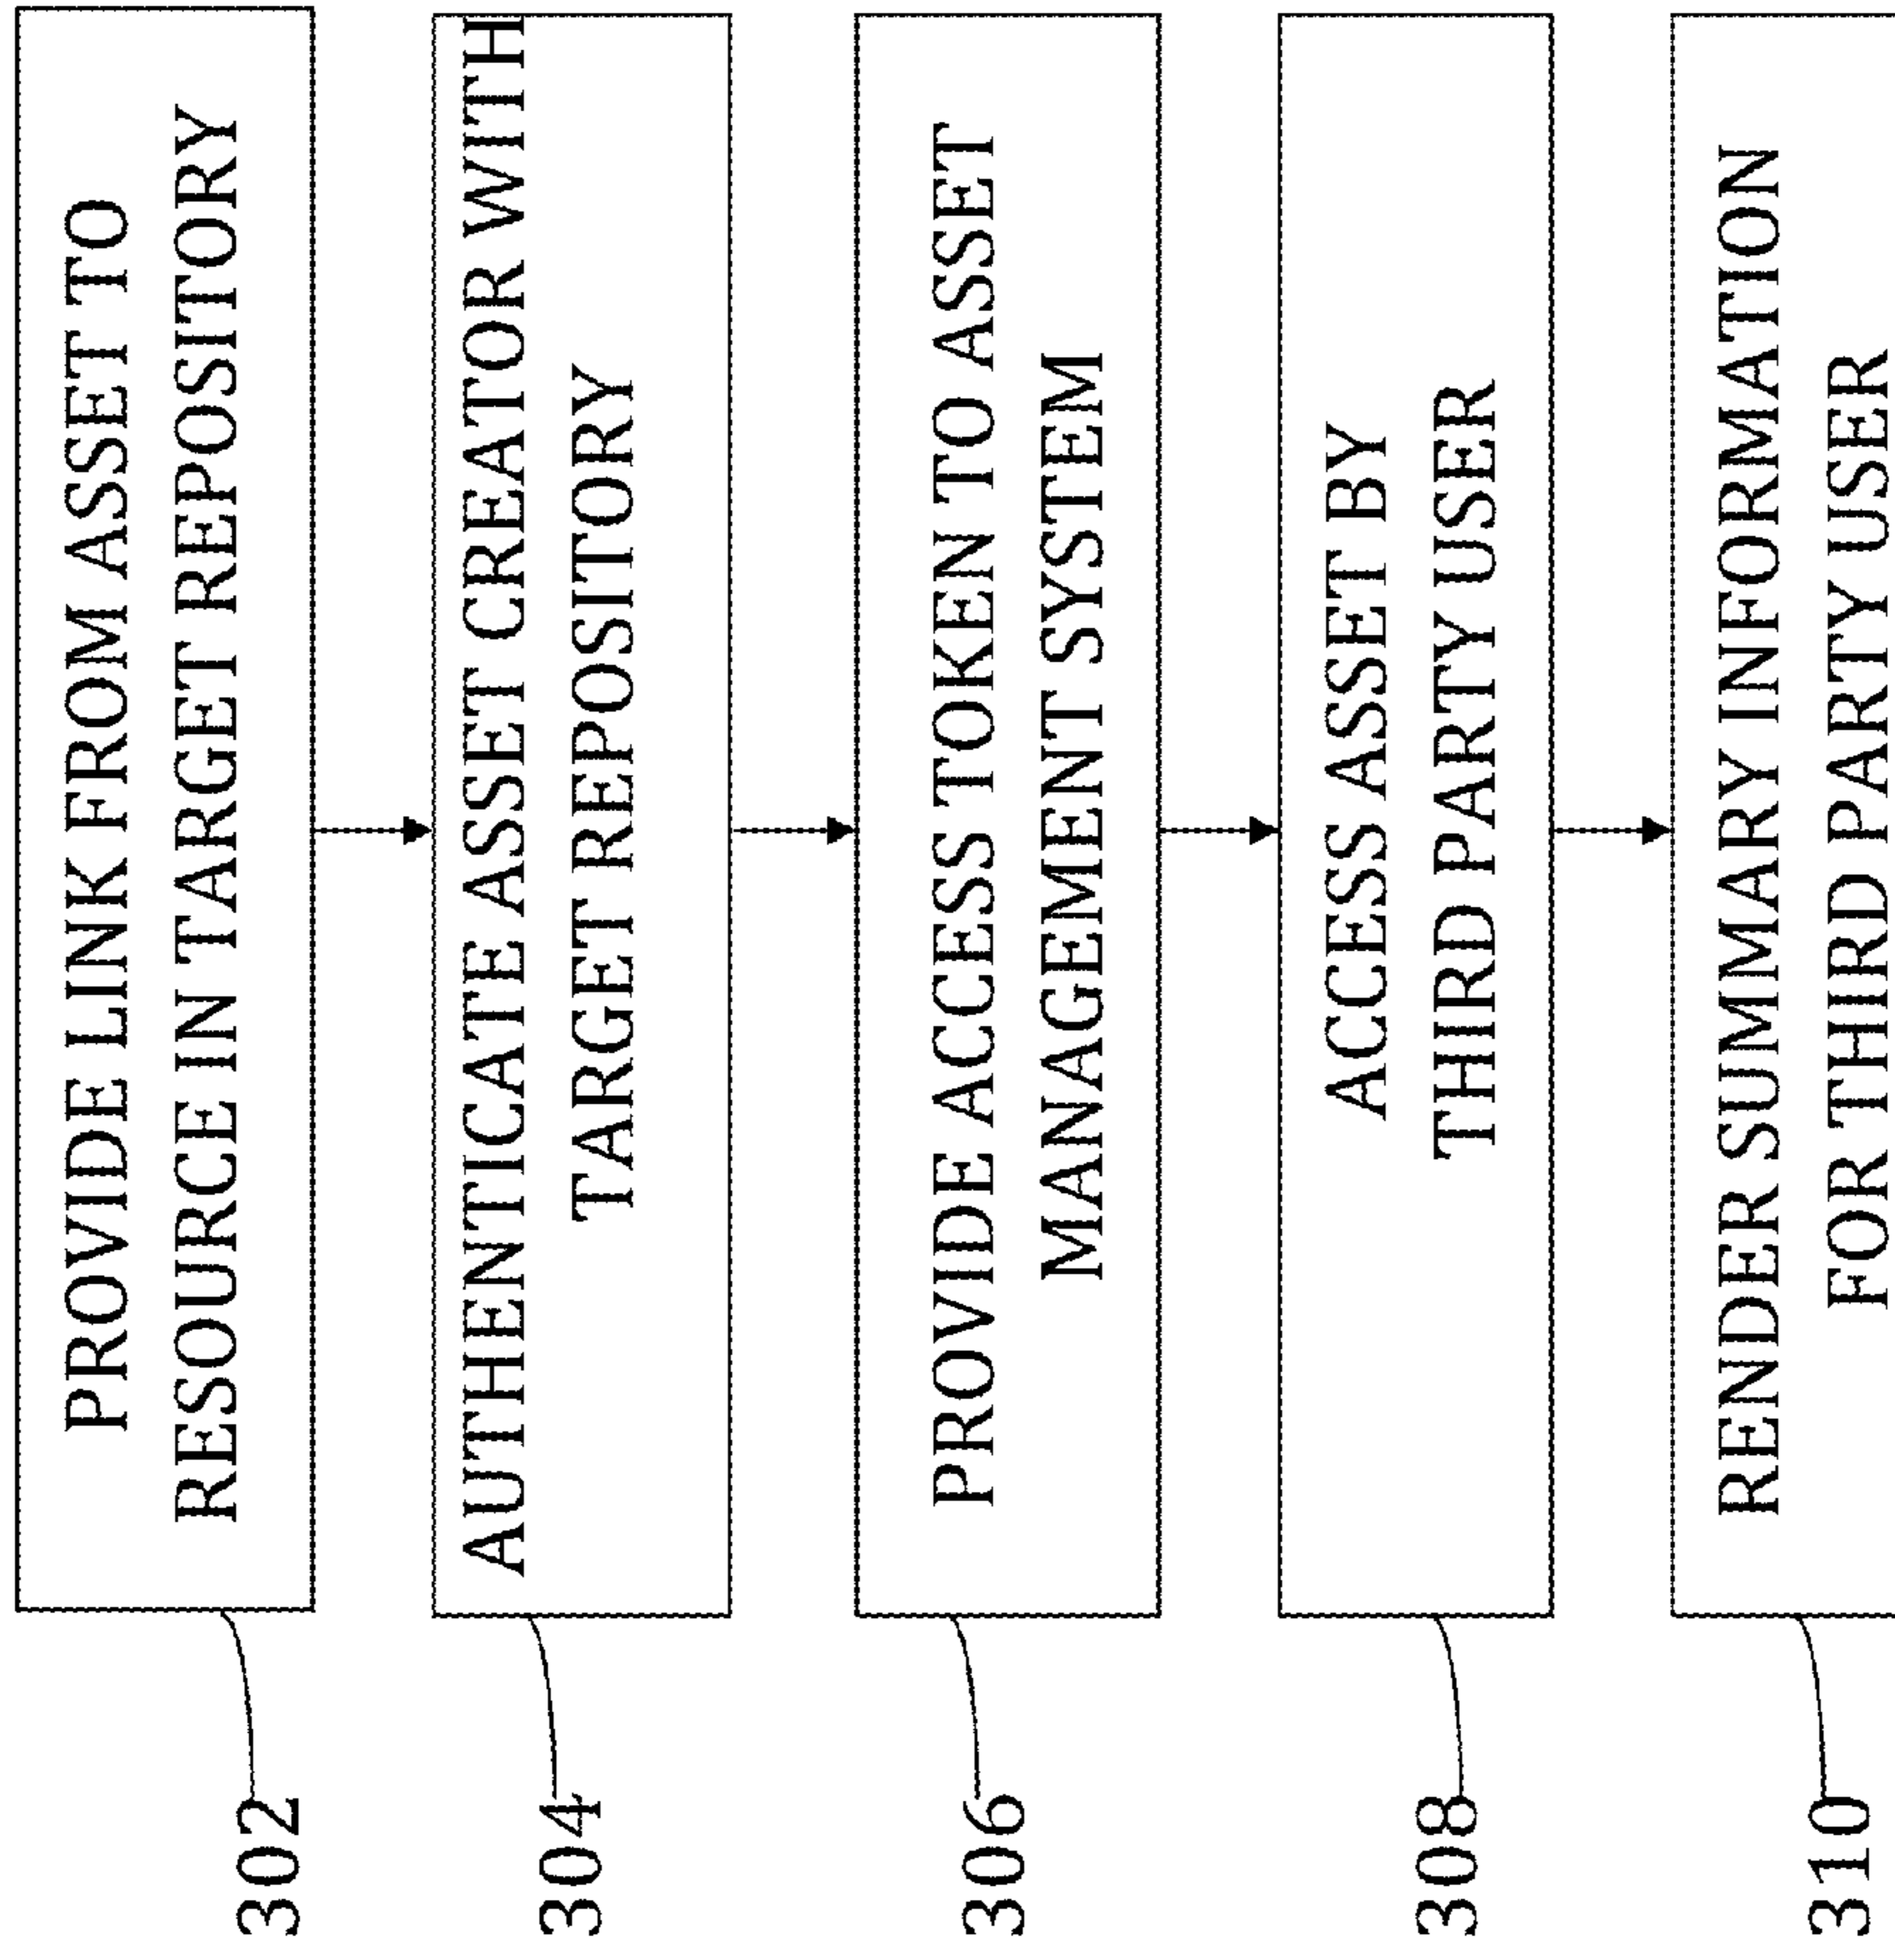 302
PROVIDE LINK FROM ASSET TO
RESOURCE IN TARGET REPOSITORY
304
AUTHENTICATE ASSET CREATOR WITH
TARGET REPOSITORY
306
PROVIDE ACCESS TOKEN TO ASSET
MANAGEMENT SYSTEM
308
ACCESS ASSET BY
THIRD PARTY USER
310
RENDER SUMMARY INFORMATION
FOR THIRD PARTY USER